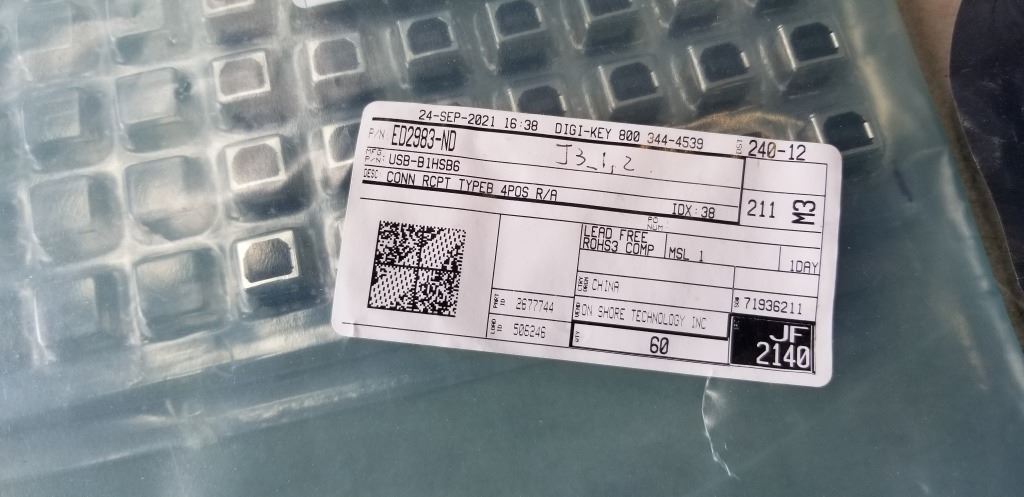 24-SEP-2021 16:38 DIGI-KEY 800 344-4539
P/N: ED2983-ND
J3_1,2.
240-12
MFG P/N: USB-B1HSB6
DESC CONN RCPT TYPEB 4POS R/A
IDX:38
211 M3
PO NUM
LEAD FREE
ROHS3 COMP
MSL 1
1DAY
CHINA
71936211
2677744
ON SHORE TECHNOLOGY INC
ID 506246
60
JF
2140